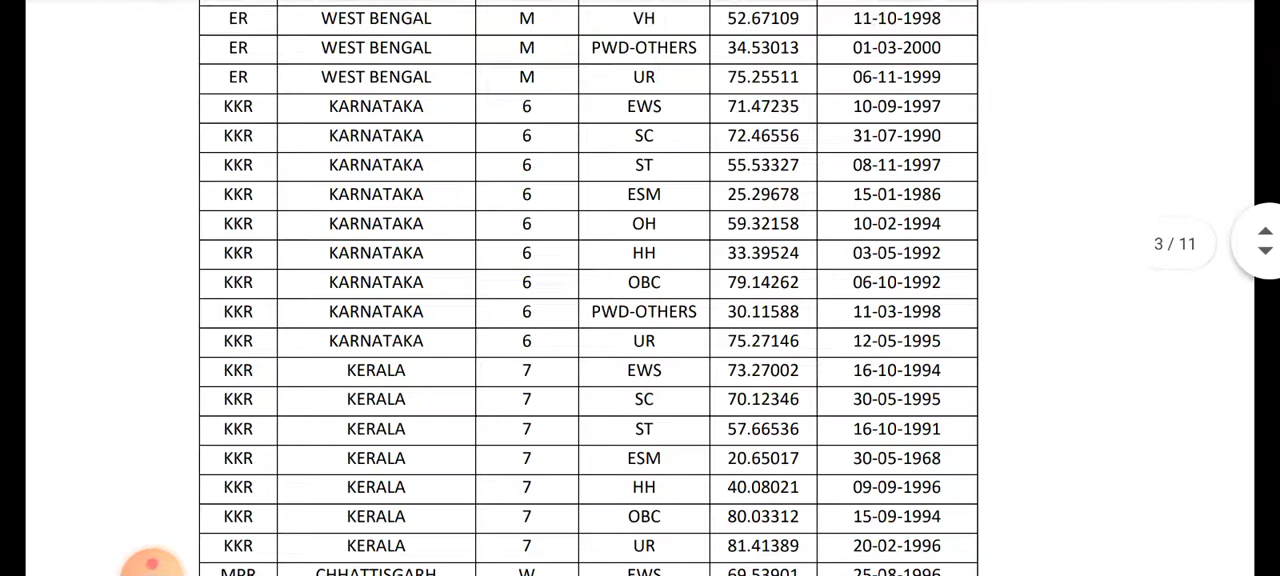 ER WEST BENGAL M VH 52.67109 11-10-1998
ER WEST BENGAL M PWD-OTHERS 34.53013 01-03-2000
ER WEST BENGAL M UR 75.25511 06-11-1999
KKR KARNATAKA 6 EWS 71.47235 10-09-1997
KKR KARNATAKA 6 SC 72.46556 31-07-1990
KKR KARNATAKA 6 ST 55.53327 08-11-1997
KKR KARNATAKA 6 ESM 25.29678 15-01-1986
KKR KARNATAKA 6 OH 59.32158 10-02-1994
KKR KARNATAKA 6 HH 33.39524 03-05-1992
KKR KARNATAKA 6 OBC 79.14262 06-10-1992
KKR KARNATAKA 6 PWD-OTHERS 30.11588 11-03-1998
KKR KARNATAKA 6 UR 75.27146 12-05-1995
KKR KERALA 7 EWS 73.27002 16-10-1994
KKR KERALA 7 SC 70.12346 30-05-1995
KKR KERALA 7 ST 57.66536 16-10-1991
KKR KERALA 7 ESM 20.65017 30-05-1968
KKR KERALA 7 HH 40.08021 09-09-1996
KKR KERALA 7 OBC 80.03312 15-09-1994
KKR KERALA 7 UR 81.41389 20-02-1996
MPR CHHATTISGARH W EWS 69.53901 25-08-1996
3 / 11